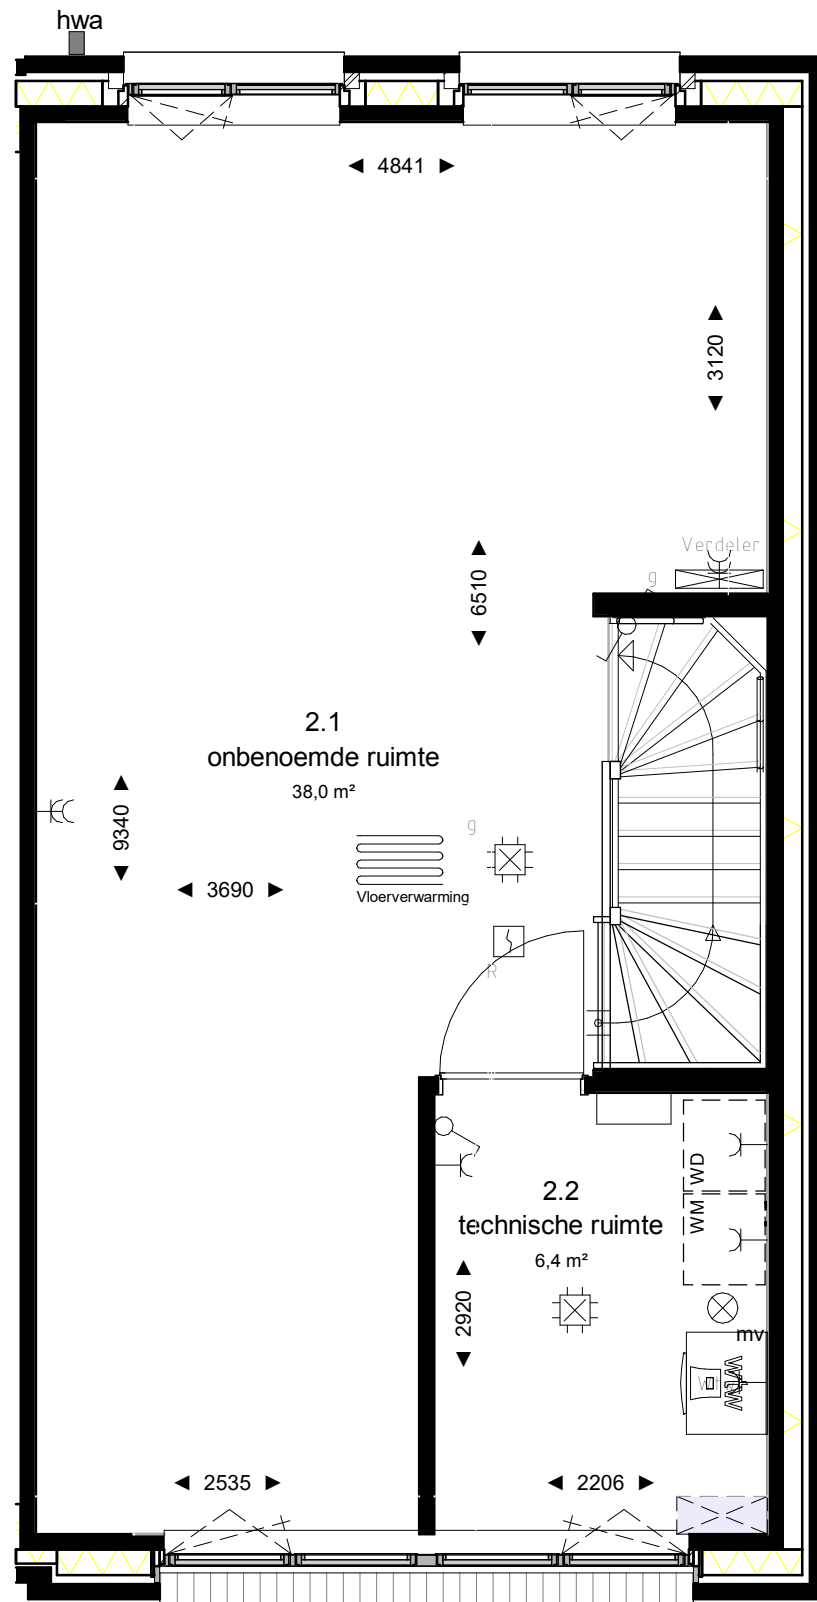 hwa
4841
3120
Verdeler
g
6510
2.1
onbenoemde ruimte
38,0 m²
9340
g
3690
Vloerverwarming
R
WD
2.2
WM
technische ruimte
6,4 m²
2920
mv
2535
2206